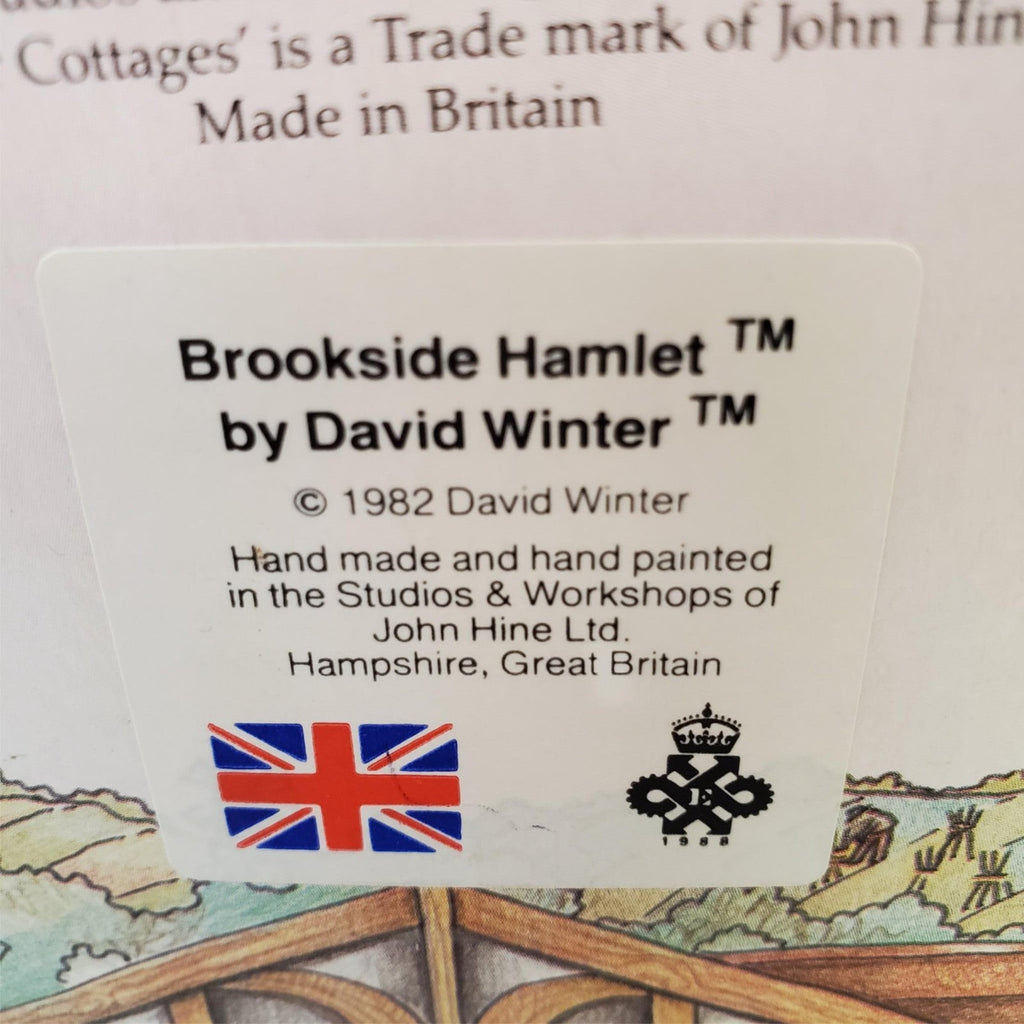 Cottages' is a Trade mark of John
Made in Britain
Brookside Hamlet ™
by David Winter ™
© 1982 David Winter
Hand made and hand painted
in the Studios & Workshops of
John Hine Ltd.
Hampshire, Great Britain
E
1988